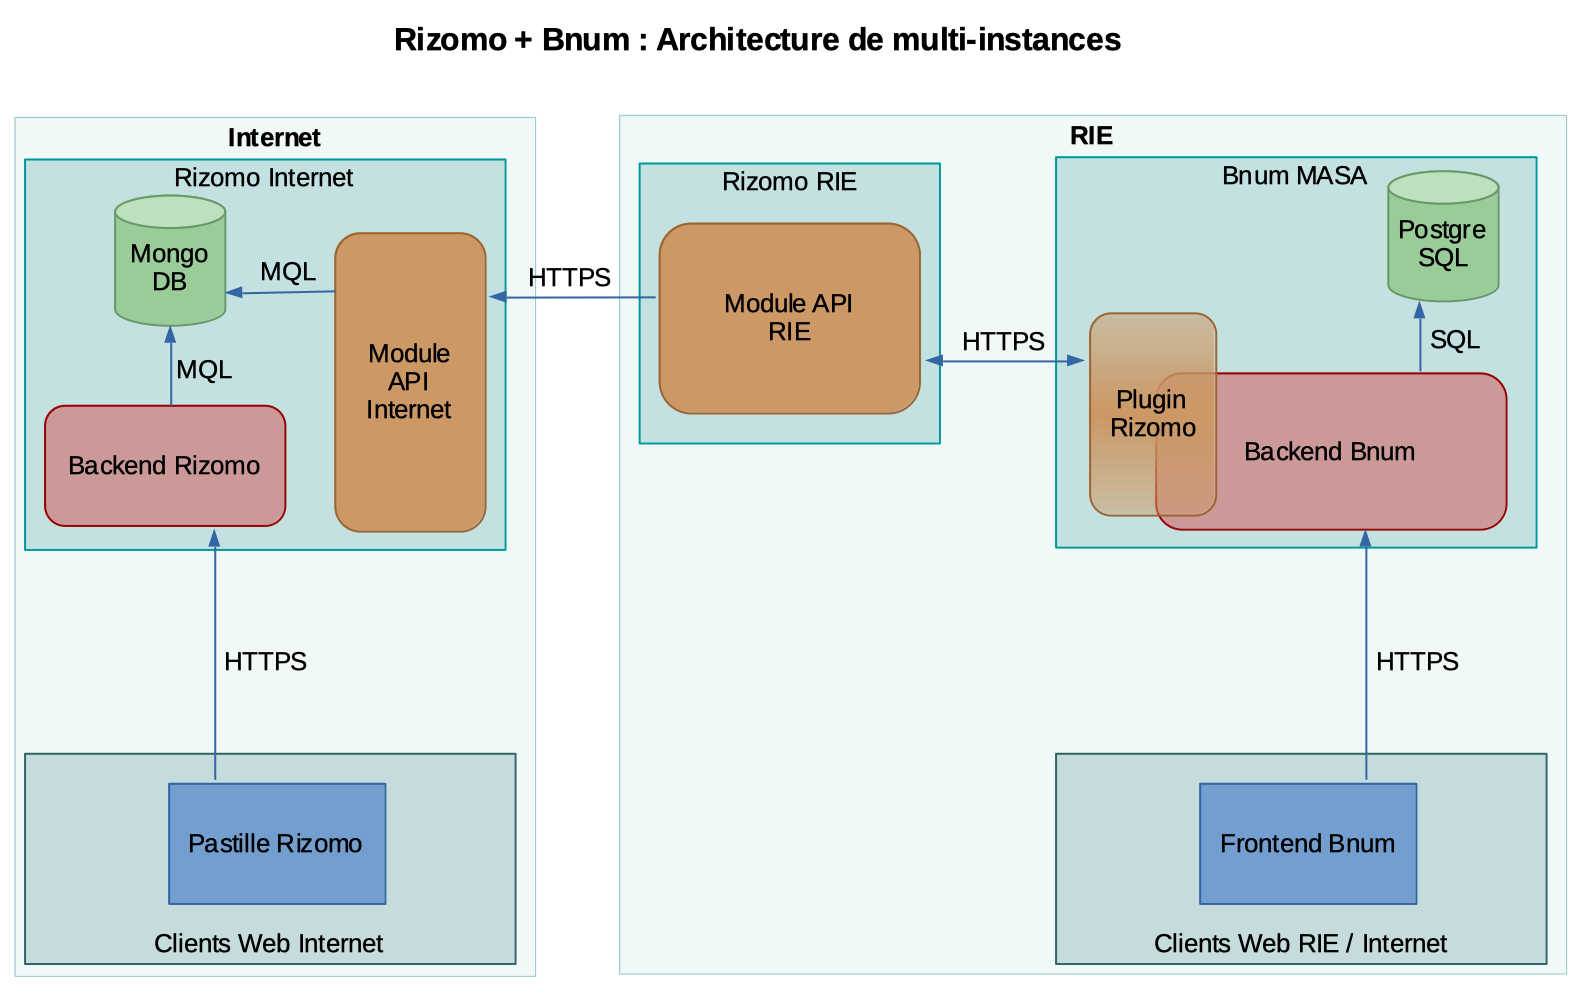 Rizomo + Bnum : Architecture de multi-instances
Internet
Rizomo Internet
Mongo
DB
MQL
MQL
Module
API
Internet
Backend Rizomo
HTTPS
Pastille Rizomo
Clients Web Internet
HTTPS
RIE
Rizomo RIE
Module API
RIE
HTTPS
Bnum MASA
Postgre
SQL
SQL
Plugin
Rizomo
Backend Bnum
HTTPS
Frontend Bnum
Clients Web RIE / Internet